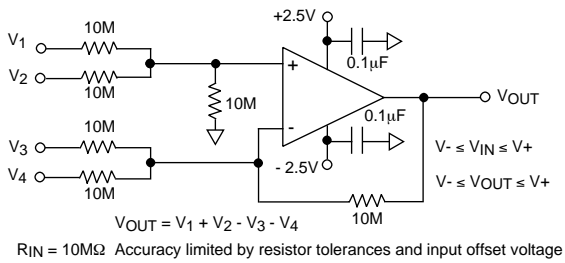 10M
+2.5V
V1
V2
10M
0.1µF
10M
+
-
VOUT
10M
0.1µF
V3
V4
10M
- 2.5V
V- ≤ VIN ≤ V+
V- ≤ VOUT ≤ V+
10M
VOUT = V1 + V2 - V3 - V4
RIN = 10MΩ Accuracy limited by resistor tolerances and input offset voltage